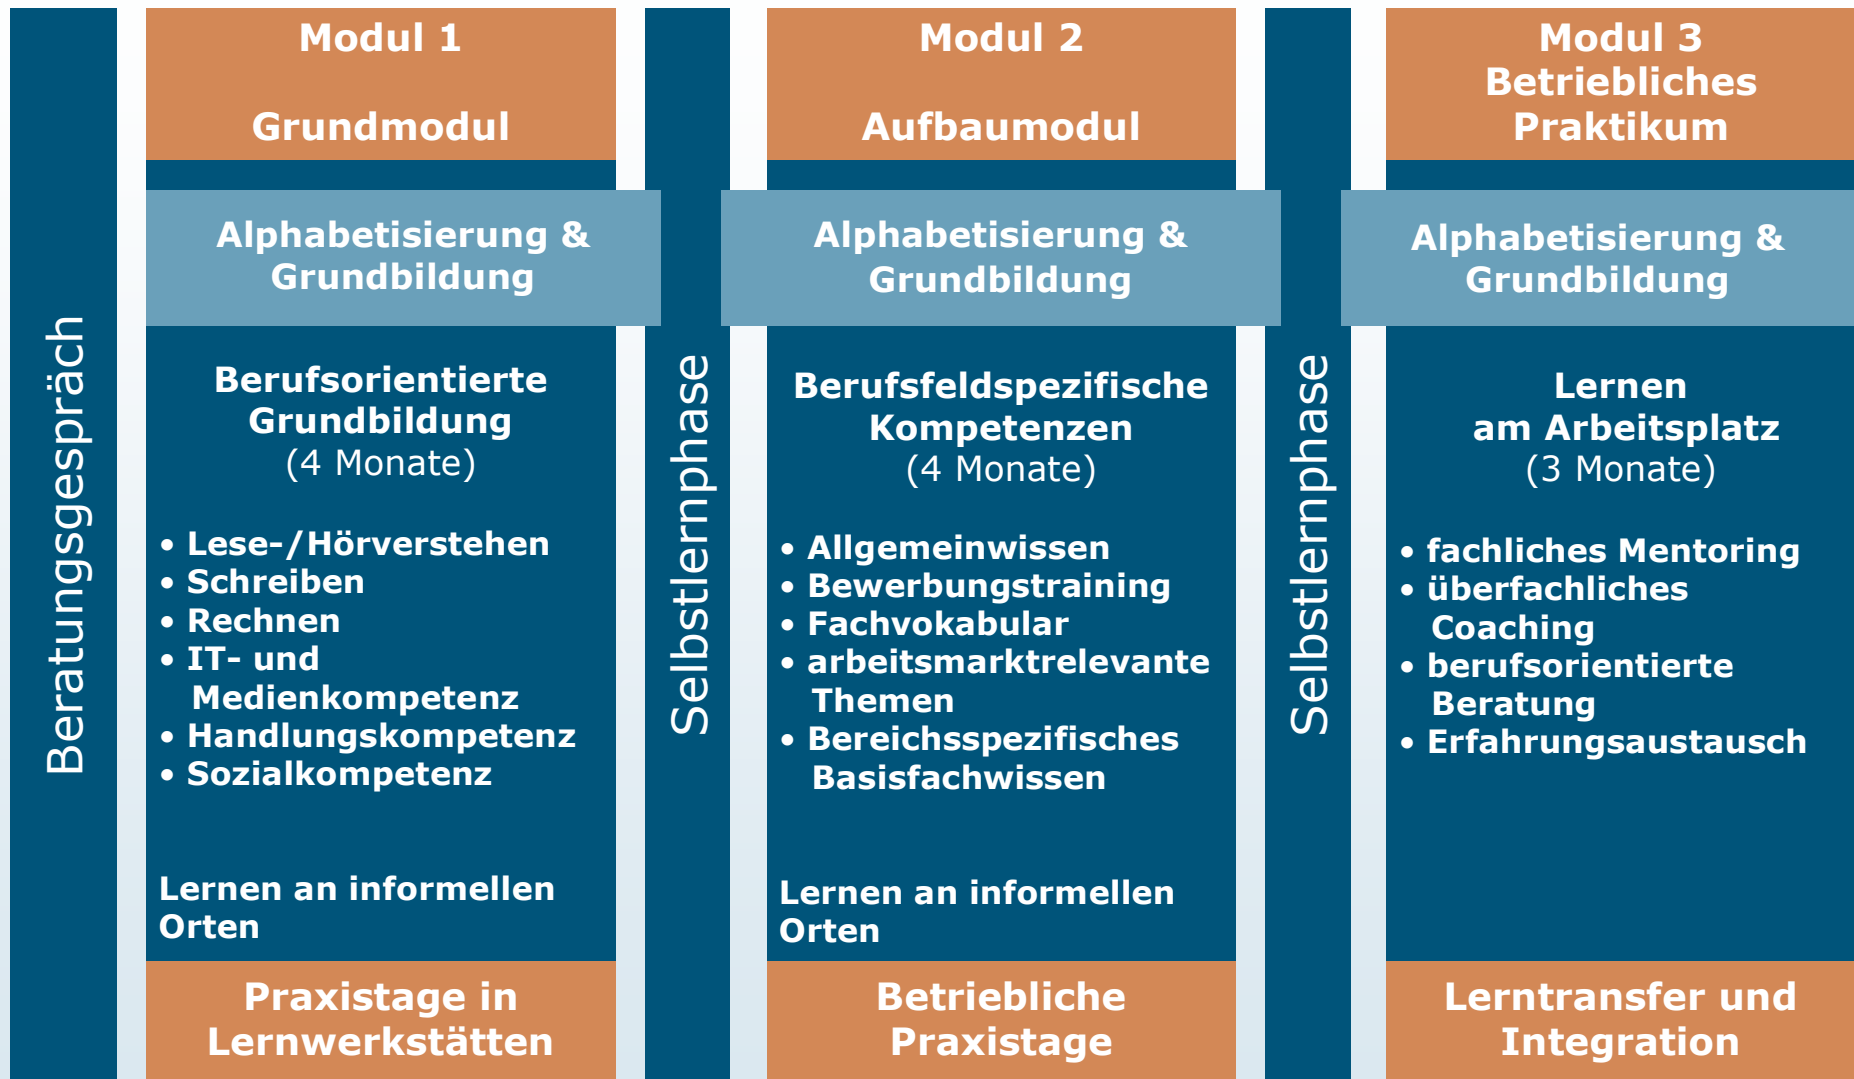 Beratungsgespräch
Modul 1
Grundmodul
Alphabetisierung &
Grundbildung
Berufsorientierte
Grundbildung
(4 Monate)
• Lese-/Hörverstehen
• Schreiben
• Rechnen
• IT- und
Medienkompetenz
• Handlungskompetenz
• Sozialkompetenz
Lernen an informellen
Orten
Praxistage in
Lernwerkstätten
Selbstlernphase
Modul 2
Aufbaumodul
Alphabetisierung &
Grundbildung
Berufsfeldspezifische
Kompetenzen
(4 Monate)
• Allgemeinwissen
• Bewerbungstraining
• Fachvokabular
• arbeitsmarktrelevante
Themen
• Bereichsspezifisches
Basisfachwissen
Lernen an informellen
Orten
Betriebliche
Praxistage
Selbstlernphase
Modul 3
Betriebliches
Praktikum
Alphabetisierung &
Grundbildung
Lernen
am Arbeitsplatz
(3 Monate)
• fachliches Mentoring
• überfachliches
Coaching
• berufsorientierte
Beratung
• Erfahrungsaustausch
Lerntransfer und
Integration